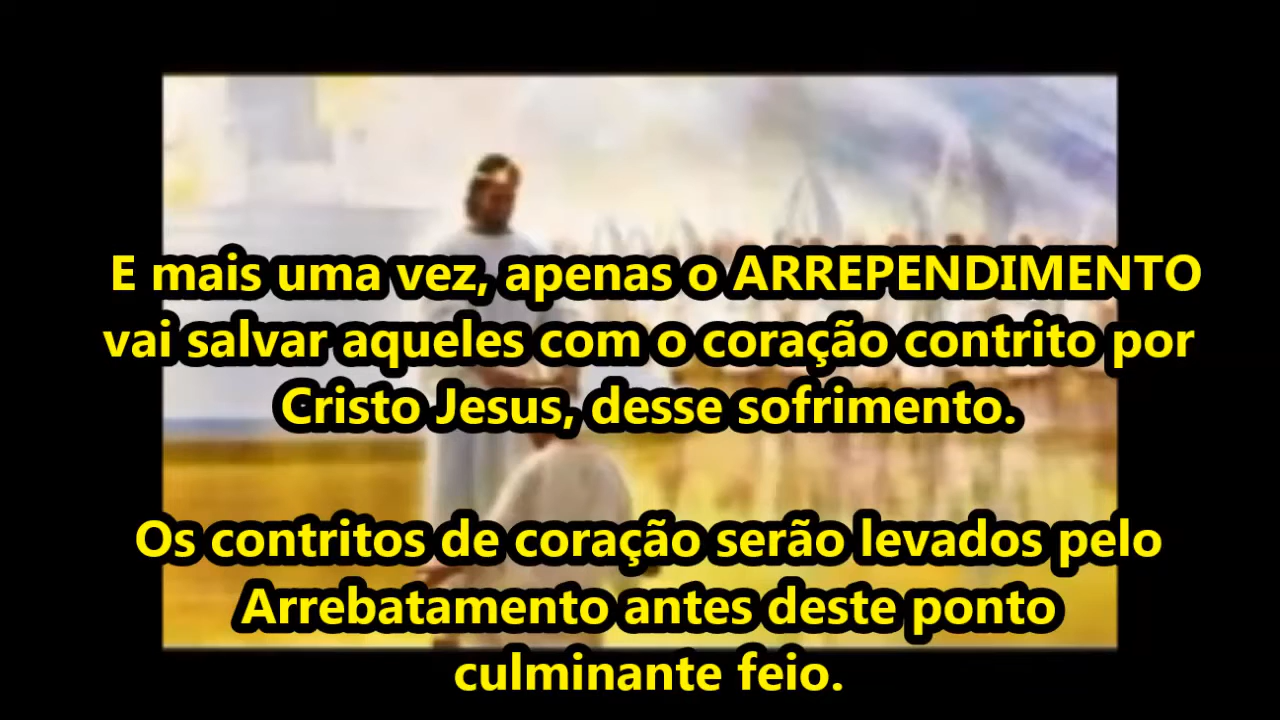 E mais uma vez, apenas o ARREPENDIMENTO
vai salvar aqueles com o coração contrito por
Cristo Jesus, desse sofrimento.
Os contritos de coração serão levados pelo
Arrebatamento antes deste ponto
culminante feio.